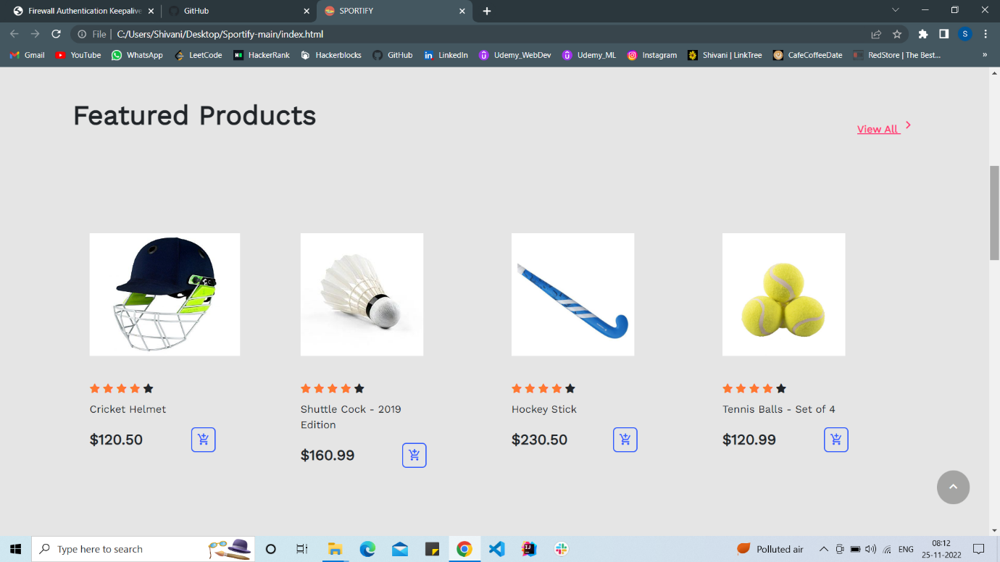 Firewall Authentication Keepalive
GitHub
SPORTIFY
File
C:/Users/Shivani/Desktop/Sportify-main/index.html
S
Gmail
YouTube
WhatsApp
LeetCode
HackerRank
Hackerblocks
GitHub
LinkedIn
Udemy_WebDev
Udemy_ML
Instagram
Shivani | LinkTree
CafeCoffeeDate
RedStore | The Best...
»
Featured Products
View All
Cricket Helmet
$120.50
Shuttle Cock - 2019
Edition
$160.99
Hockey Stick
$230.50
Tennis Balls - Set of 4
$120.99
Type here to search
Polluted air
ENG
08:12
25-11-2022